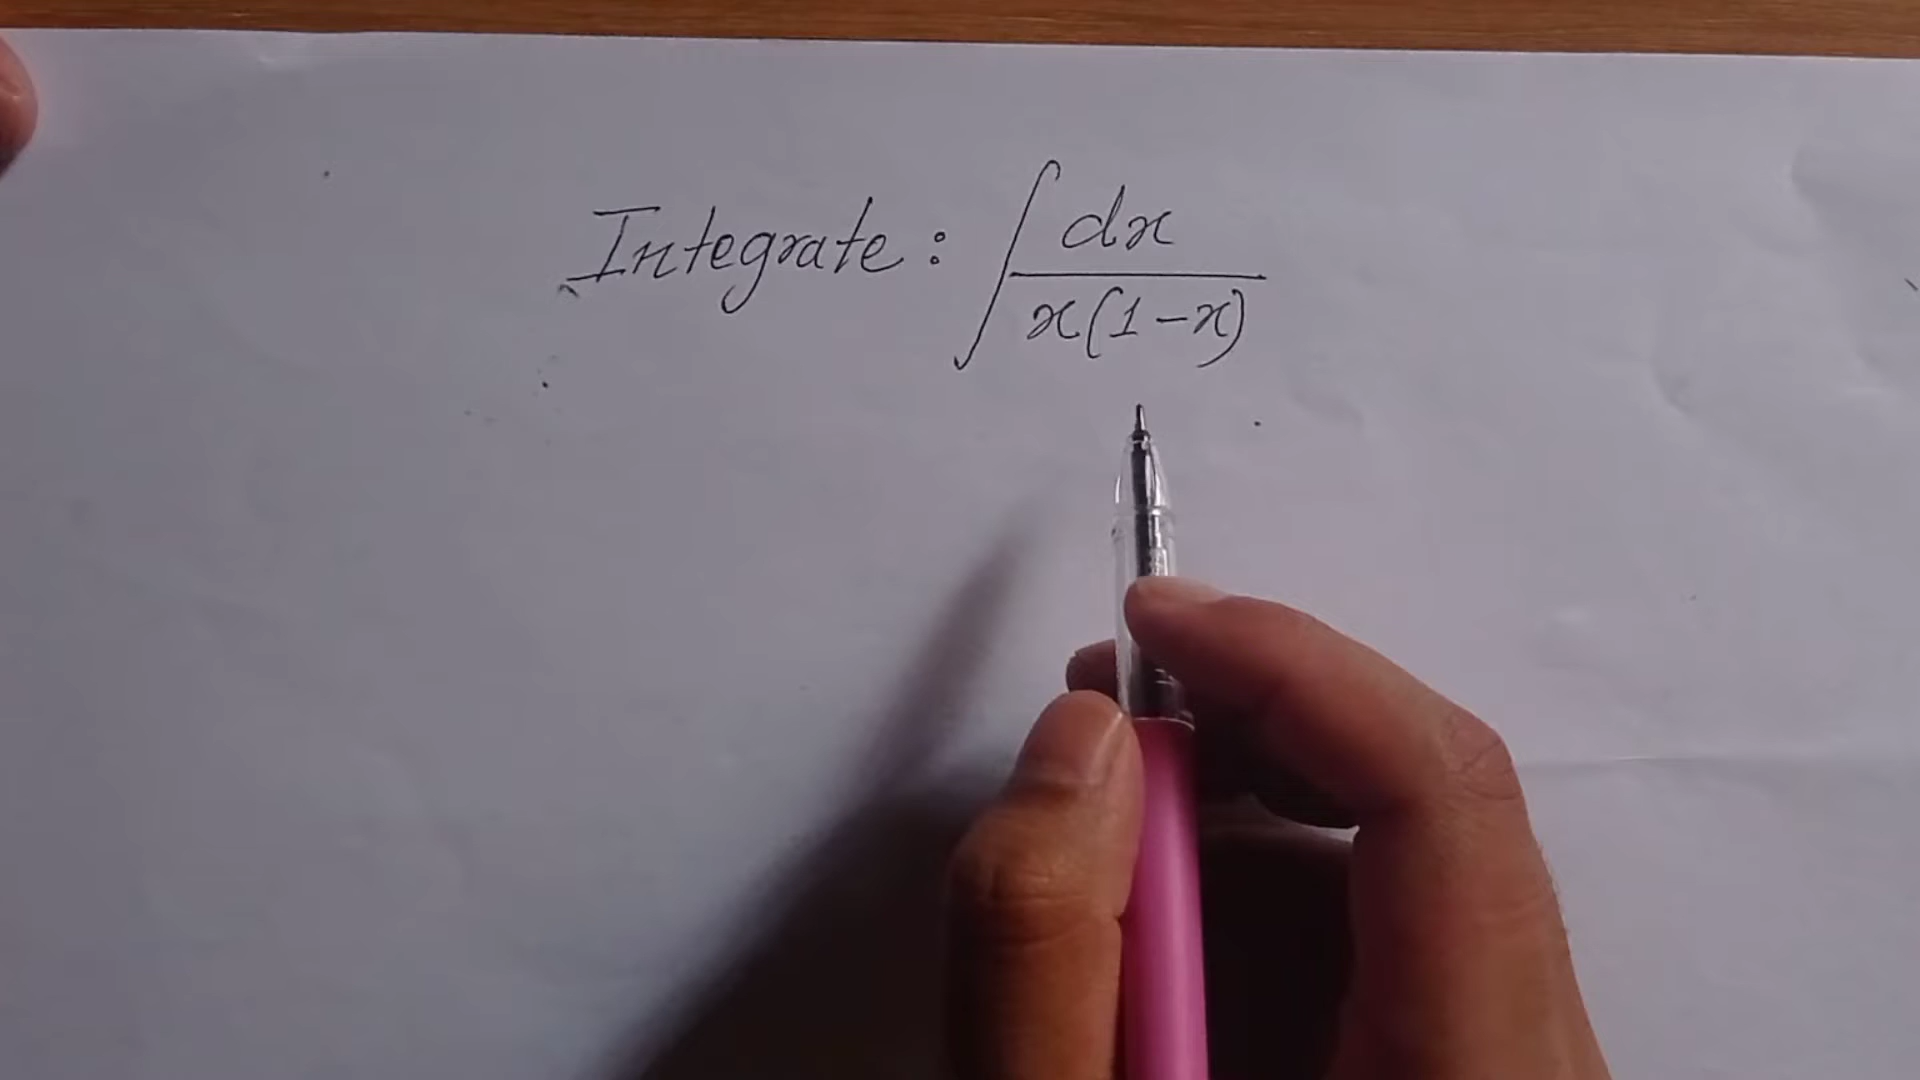 Integrate: ∫ dx / x(1-x)